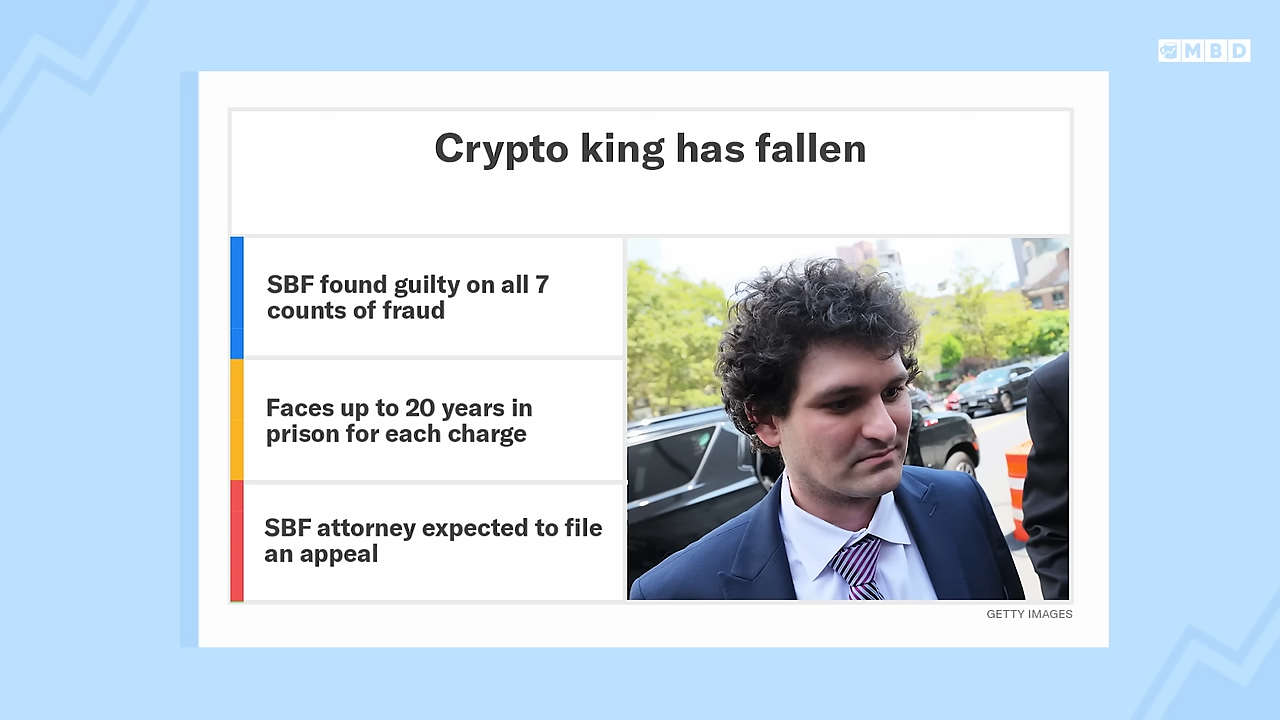 MBD
Crypto king has fallen
SBF found guilty on all 7
counts of fraud
Faces up to 20 years in
prison for each charge
SBF attorney expected to file
an appeal
GETTY IMAGES